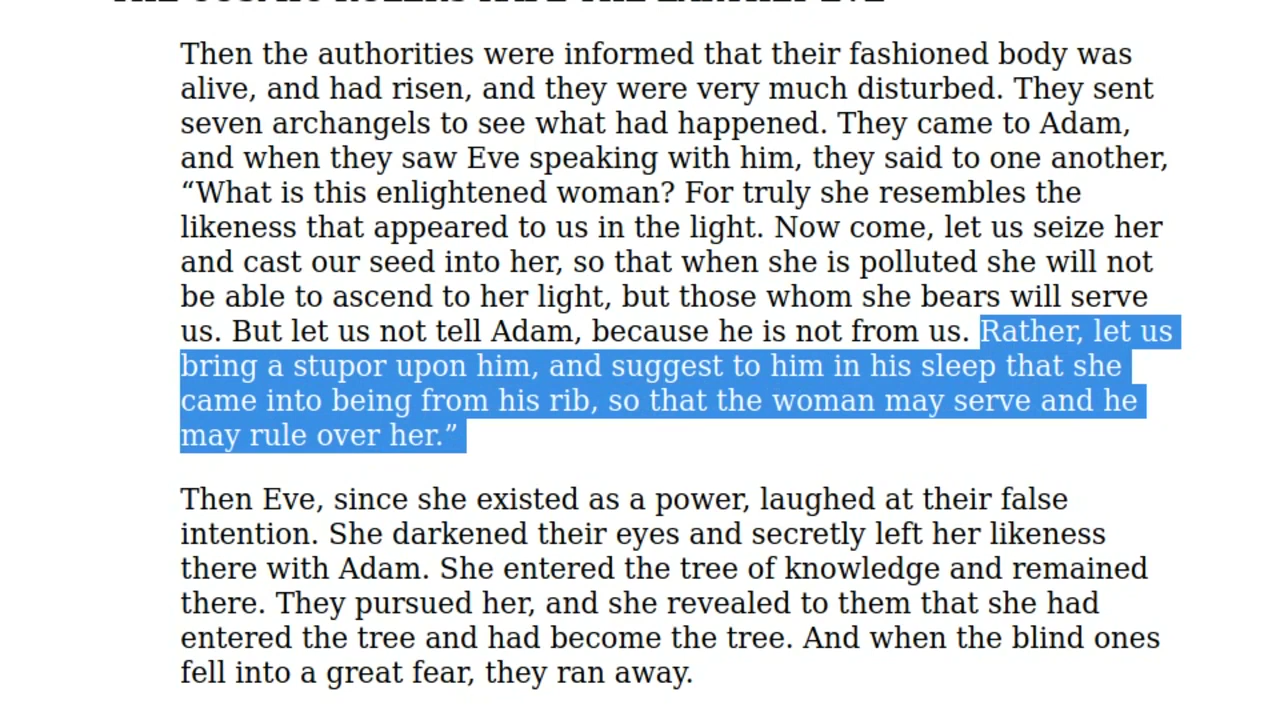 Then the authorities were informed that their fashioned body was
alive, and had risen, and they were very much disturbed. They sent
seven archangels to see what had happened. They came to Adam,
and when they saw Eve speaking with him, they said to one another,
“What is this enlightened woman? For truly she resembles the
likeness that appeared to us in the light. Now come, let us seize her
and cast our seed into her, so that when she is polluted she will not
be able to ascend to her light, but those whom she bears will serve
us. But let us not tell Adam, because he is not from us. Rather, let us
bring a stupor upon him, and suggest to him in his sleep that she
came into being from his rib, so that the woman may serve and he
may rule over her.”
Then Eve, since she existed as a power, laughed at their false
intention. She darkened their eyes and secretly left her likeness
there with Adam. She entered the tree of knowledge and remained
there. They pursued her, and she revealed to them that she had
entered the tree and had become the tree. And when the blind ones
fell into a great fear, they ran away.